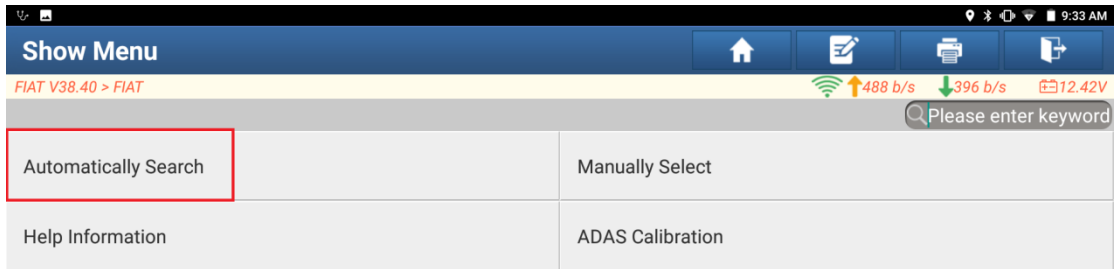 9:33 AM
Show Menu
FIAT V38.40 > FIAT 488 b/s 396 b/s 12.42V
Please enter keyword
Automatically Search Manually Select
Help Information ADAS Calibration